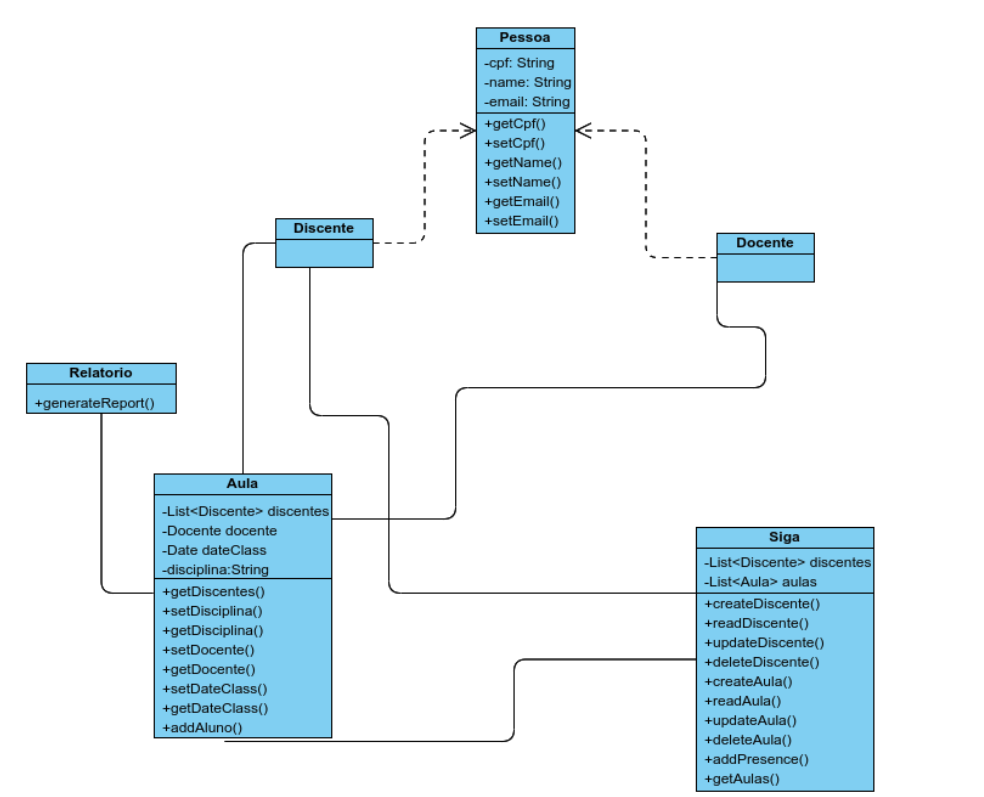 Pessoa
-cpf: String
-name: String
-email: String
+getCpf()
+setCpf()
+getName()
+setName()
+getEmail()
+setEmail()
Discente
Docente
Relatorio
+generateReport()
Aula
-List<Discente> discentes
-Docente docente
-Date dateClass
-disciplina:String
+getDiscentes()
+setDisciplina()
+getDisciplina()
+setDocente()
+getDocente()
+setDateClass()
+getDateClass()
+addAluno()
Siga
-List<Discente> discentes
-List<Aula> aulas
+createDiscente()
+readDiscente()
+updateDiscente()
+deleteDiscente()
+createAula()
+readAula()
+updateAula()
+deleteAula()
+addPresence()
+getAulas()